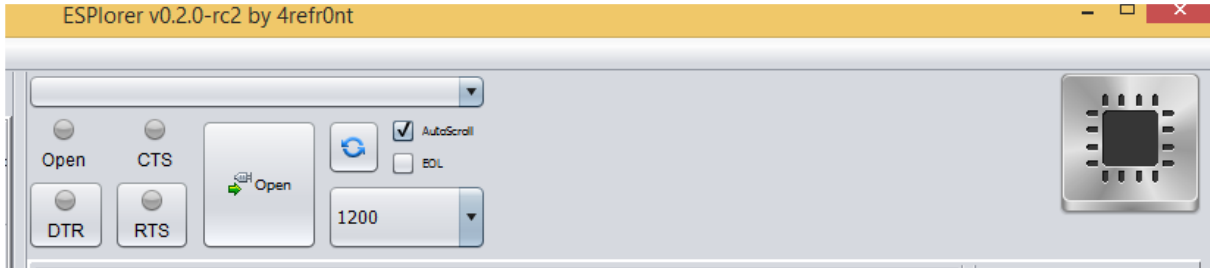 ESPlorer v0.2.0-rc2 by 4refr0nt
AutoScroll
Open CTS
EOL
Open
1200
DTR RTS